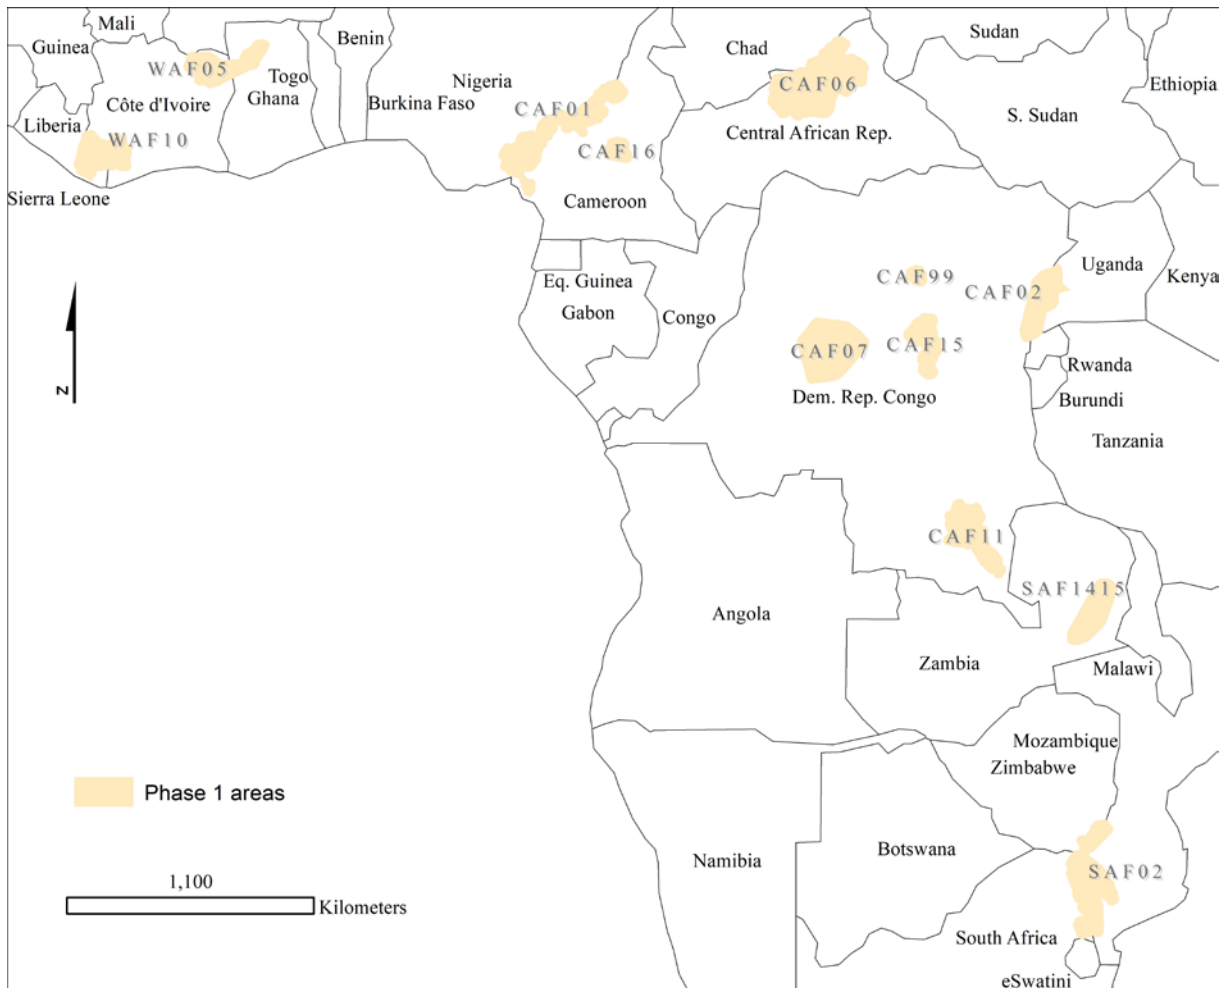 Mali
Guinea
Benin
Chad
Sudan
WAF05
Togo
Nigeria
CAF06
Ethiopia
Côte d'Ivoire
Ghana
Burkina Faso
CAF01
S. Sudan
Liberia
WAF10
CAF16
Central African Rep.
Sierra Leone
Cameroon
Uganda
Kenya
CAF99
CAF02
Eq. Guinea
Gabon
Congo
CAF07
CAF15
Rwanda
Dem. Rep. Congo
Burundi
N
Tanzania
CAF11
SAF1415
Angola
Zambia
Malawi
Mozambique
Zimbabwe
Phase 1 areas
Namibia
Botswana
SAF02
1,100
Kilometers
South Africa
eSwatini